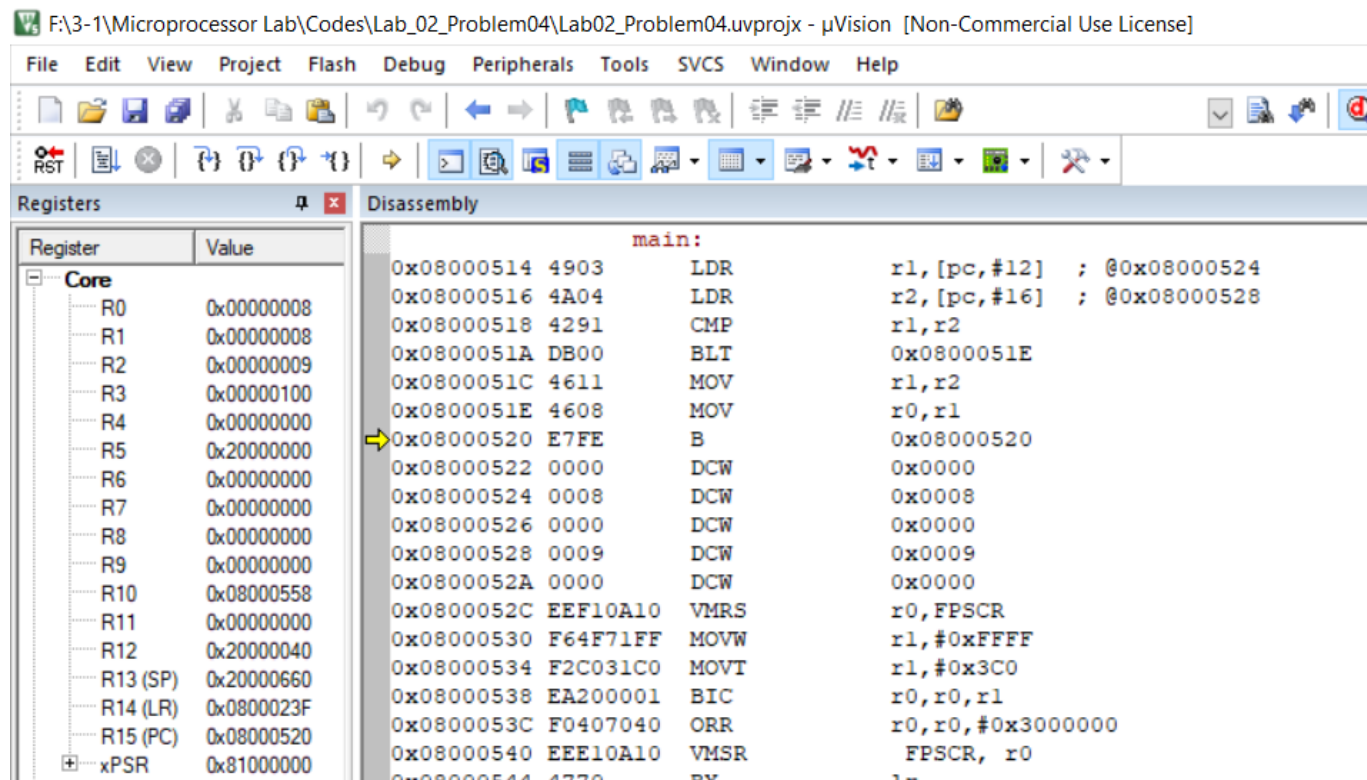 F:\3-1\Microprocessor Lab\Codes\Lab_02_Problem04\Lab02_Problem04.uvprojx - µVision [Non-Commercial Use License]
File Edit View Project Flash Debug Peripherals Tools SVCS Window Help
RST
Registers
Disassembly
Register Value
Core
R0 0x00000008
R1 0x00000008
R2 0x00000009
R3 0x00000100
R4 0x00000000
R5 0x20000000
R6 0x00000000
R7 0x00000000
R8 0x00000000
R9 0x00000000
R10 0x08000558
R11 0x00000000
R12 0x20000040
R13 (SP) 0x20000660
R14 (LR) 0x0800023F
R15 (PC) 0x08000520
xPSR 0x81000000
main:
0x08000514 4903 LDR r1,[pc,#12] ; @0x08000524
0x08000516 4A04 LDR r2,[pc,#16] ; @0x08000528
0x08000518 4291 CMP r1,r2
0x0800051A DB00 BLT 0x0800051E
0x0800051C 4611 MOV r1,r2
0x0800051E 4608 MOV r0,r1
0x08000520 E7FE B 0x08000520
0x08000522 0000 DCW 0x0000
0x08000524 0008 DCW 0x0008
0x08000526 0000 DCW 0x0000
0x08000528 0009 DCW 0x0009
0x0800052A 0000 DCW 0x0000
0x0800052C EEF10A10 VMRS r0,FPSCR
0x08000530 F64F71FF MOVW r1,#0xFFFF
0x08000534 F2C031C0 MOVT r1,#0x3C0
0x08000538 EA200001 BIC r0,r0,r1
0x0800053C F0407040 ORR r0,r0,#0x3000000
0x08000540 EEE10A10 VMSR FPSCR, r0